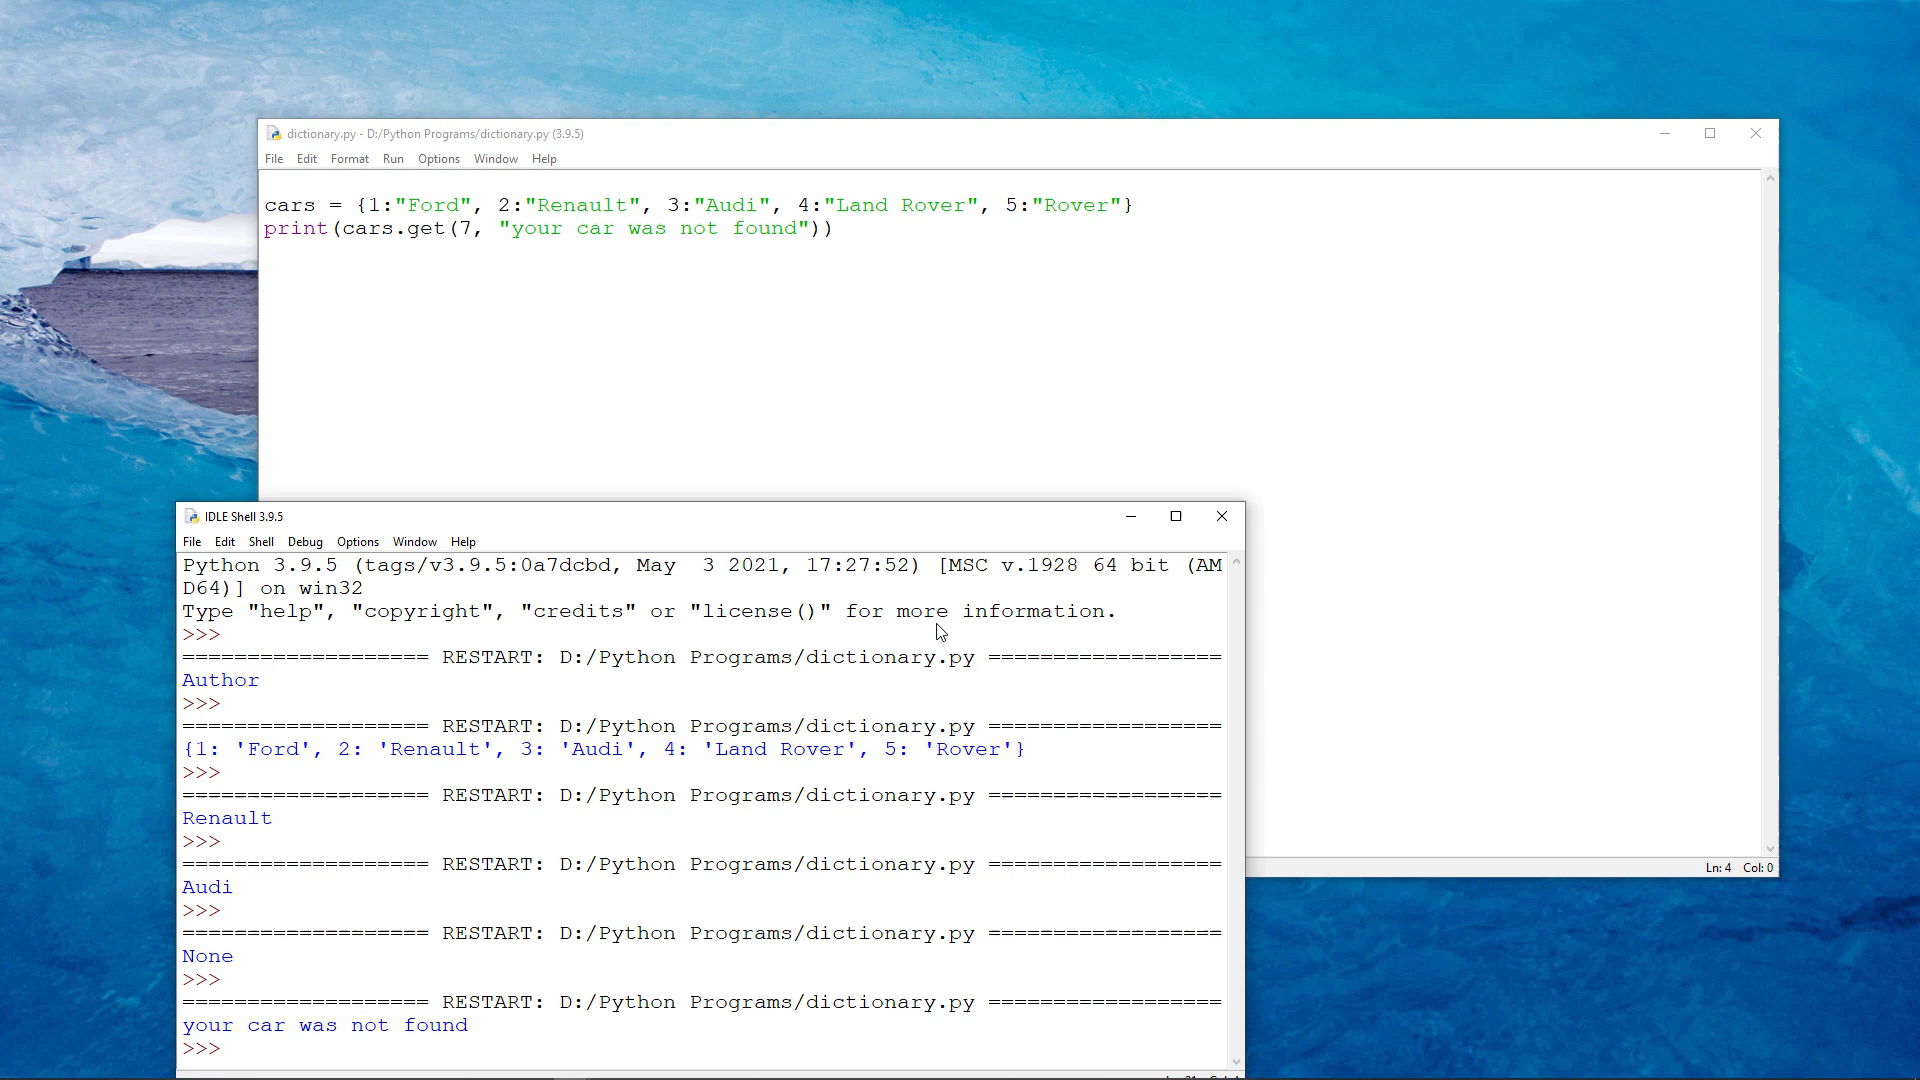 dictionary.py - D:/Python Programs/dictionary.py (3.9.5)
File Edit Format Run Options Window Help
cars = {1:"Ford", 2:"Renault", 3:"Audi", 4:"Land Rover", 5:"Rover"}
print(cars.get(7, "your car was not found"))
IDLE Shell 3.9.5
File Edit Shell Debug Options Window Help
Python 3.9.5 (tags/v3.9.5:0a7dcbd, May  3 2021, 17:27:52) [MSC v.1928 64 bit (AM
D64)] on win32
Type "help", "copyright", "credits" or "license()" for more information.
>>>
=================== RESTART: D:/Python Programs/dictionary.py ==================
Author
>>>
=================== RESTART: D:/Python Programs/dictionary.py ==================
{1: 'Ford', 2: 'Renault', 3: 'Audi', 4: 'Land Rover', 5: 'Rover'}
>>>
=================== RESTART: D:/Python Programs/dictionary.py ==================
Renault
>>>
=================== RESTART: D:/Python Programs/dictionary.py ==================
Audi
>>>
=================== RESTART: D:/Python Programs/dictionary.py ==================
None
>>>
=================== RESTART: D:/Python Programs/dictionary.py ==================
your car was not found
>>>
Ln: 4 Col: 0